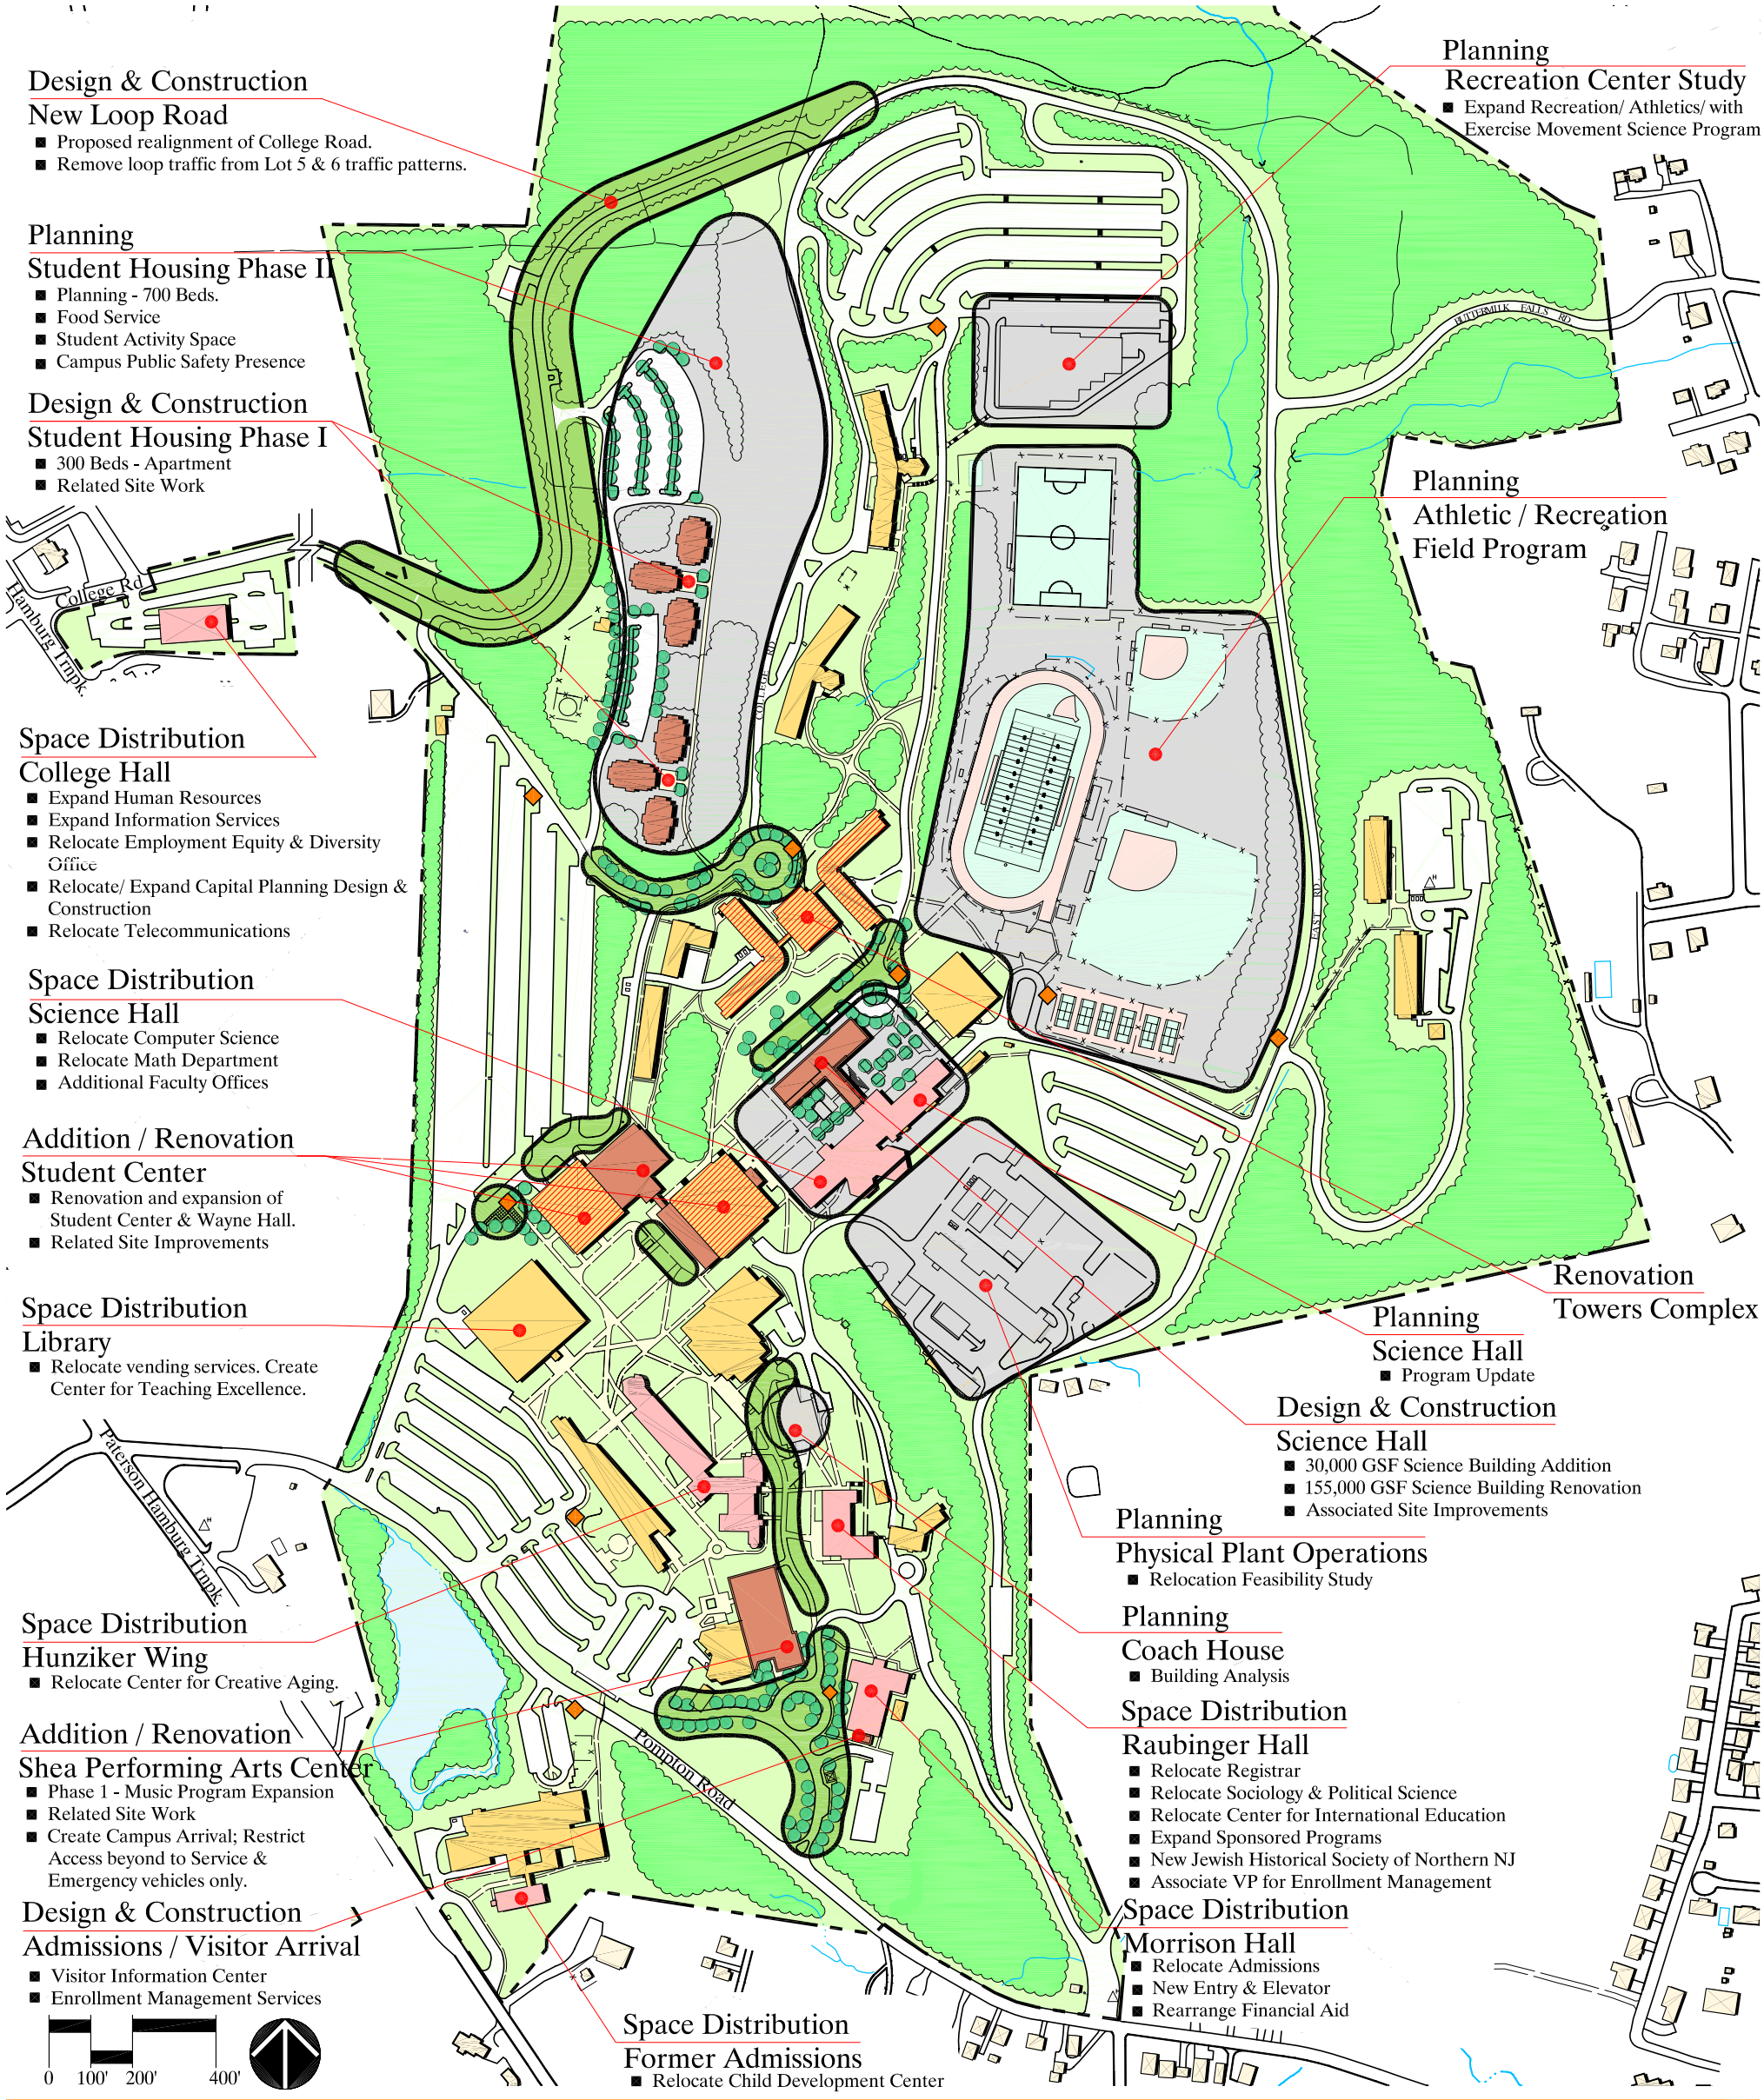 Design & Construction
New Loop Road
Proposed realignment of College Road.
Remove loop traffic from Lot 5 & 6 traffic patterns.
Planning
Student Housing Phase II
Planning - 700 Beds.
Food Service
Student Activity Space
Campus Public Safety Presence
Design & Construction
Student Housing Phase I
300 Beds - Apartment
Related Site Work
College Rd
Hamburg Trnpk.
Space Distribution
College Hall
Expand Human Resources
Expand Information Services
Relocate Employment Equity & Diversity
Office
Relocate/ Expand Capital Planning Design &
Construction
Relocate Telecommunications
Space Distribution
Science Hall
Relocate Computer Science
Relocate Math Department
Additional Faculty Offices
Addition / Renovation
Student Center
Renovation and expansion of
Student Center & Wayne Hall.
Related Site Improvements
Space Distribution
Library
Relocate vending services. Create
Center for Teaching Excellence.
Paterson Hamburg Trnpk.
Space Distribution
Hunziker Wing
Relocate Center for Creative Aging.
Addition / Renovation
Shea Performing Arts Center
Phase 1 - Music Program Expansion
Related Site Work
Create Campus Arrival; Restrict
Access beyond to Service &
Emergency vehicles only.
Design & Construction
Admissions / Visitor Arrival
Visitor Information Center
Enrollment Management Services
0 100' 200' 400'
Planning
Recreation Center Study
Expand Recreation/ Athletics/ with
Exercise Movement Science Program
BUTTERMILK FALLS RD
Planning
Athletic / Recreation
Field Program
COLLEGE RD
EAST RD
Renovation
Towers Complex
Planning
Science Hall
Program Update
Design & Construction
Science Hall
30,000 GSF Science Building Addition
155,000 GSF Science Building Renovation
Associated Site Improvements
Planning
Physical Plant Operations
Relocation Feasibility Study
Planning
Coach House
Building Analysis
Space Distribution
Raubinger Hall
Relocate Registrar
Relocate Sociology & Political Science
Relocate Center for International Education
Expand Sponsored Programs
New Jewish Historical Society of Northern NJ
Associate VP for Enrollment Management
Space Distribution
Morrison Hall
Relocate Admissions
New Entry & Elevator
Rearrange Financial Aid
Pompton Road
Space Distribution
Former Admissions
Relocate Child Development Center